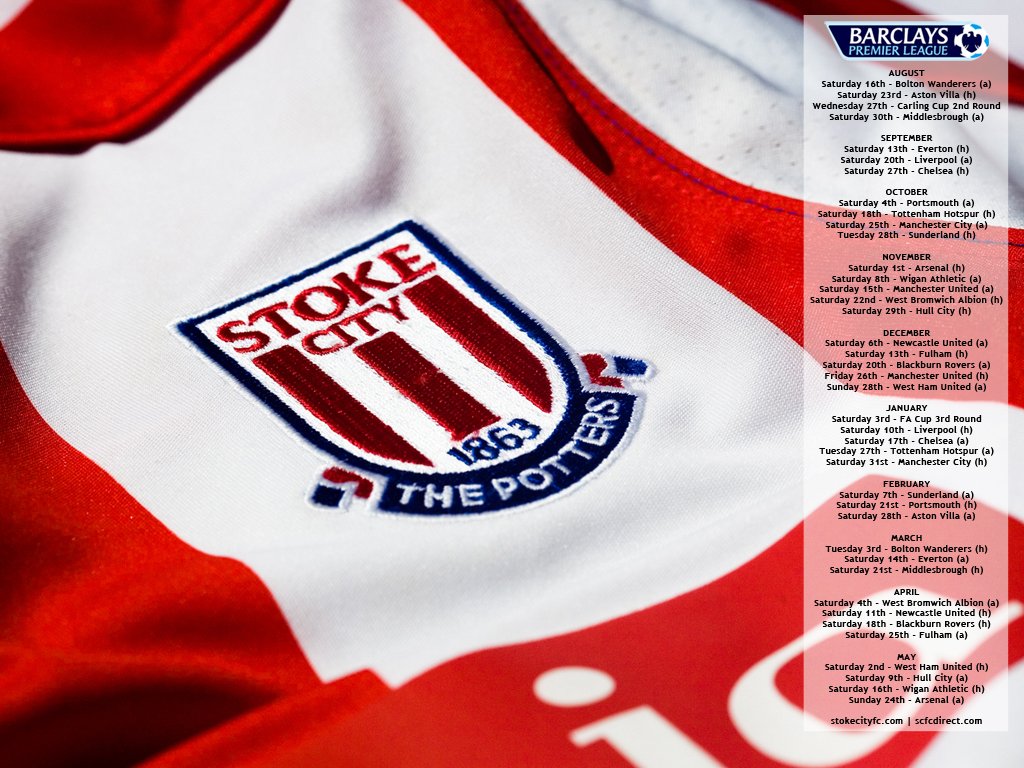 STOKE
CITY
1863
THE POTTERS
BARCLAYS
PREMIER LEAGUE
AUGUST
Saturday 16th - Bolton Wanderers (a)
Saturday 23rd - Aston Villa (h)
Wednesday 27th - Carling Cup 2nd Round
Saturday 30th - Middlesbrough (a)
SEPTEMBER
Saturday 13th - Everton (h)
Saturday 20th - Liverpool (a)
Saturday 27th - Chelsea (h)
OCTOBER
Saturday 4th - Portsmouth (a)
Saturday 18th - Tottenham Hotspur (h)
Saturday 25th - Manchester City (a)
Tuesday 28th - Sunderland (h)
NOVEMBER
Saturday 1st - Arsenal (h)
Saturday 8th - Wigan Athletic (a)
Saturday 15th - Manchester United (a)
Saturday 22nd - West Bromwich Albion (h)
Saturday 29th - Hull City (h)
DECEMBER
Saturday 6th - Newcastle United (a)
Saturday 13th - Fulham (h)
Saturday 20th - Blackburn Rovers (a)
Friday 26th - Manchester United (h)
Sunday 28th - West Ham United (a)
JANUARY
Saturday 3rd - FA Cup 3rd Round
Saturday 10th - Liverpool (h)
Saturday 17th - Chelsea (a)
Tuesday 27th - Tottenham Hotspur (a)
Saturday 31st - Manchester City (h)
FEBRUARY
Saturday 7th - Sunderland (a)
Saturday 21st - Portsmouth (h)
Saturday 28th - Aston Villa (a)
MARCH
Tuesday 3rd - Bolton Wanderers (h)
Saturday 14th - Everton (a)
Saturday 21st - Middlesbrough (h)
APRIL
Saturday 4th - West Bromwich Albion (a)
Saturday 11th - Newcastle United (h)
Saturday 18th - Blackburn Rovers (h)
Saturday 25th - Fulham (a)
MAY
Saturday 2nd - West Ham United (h)
Saturday 9th - Hull City (a)
Saturday 16th - Wigan Athletic (h)
Sunday 24th - Arsenal (a)
stokecityfc.com | scfcdirect.com